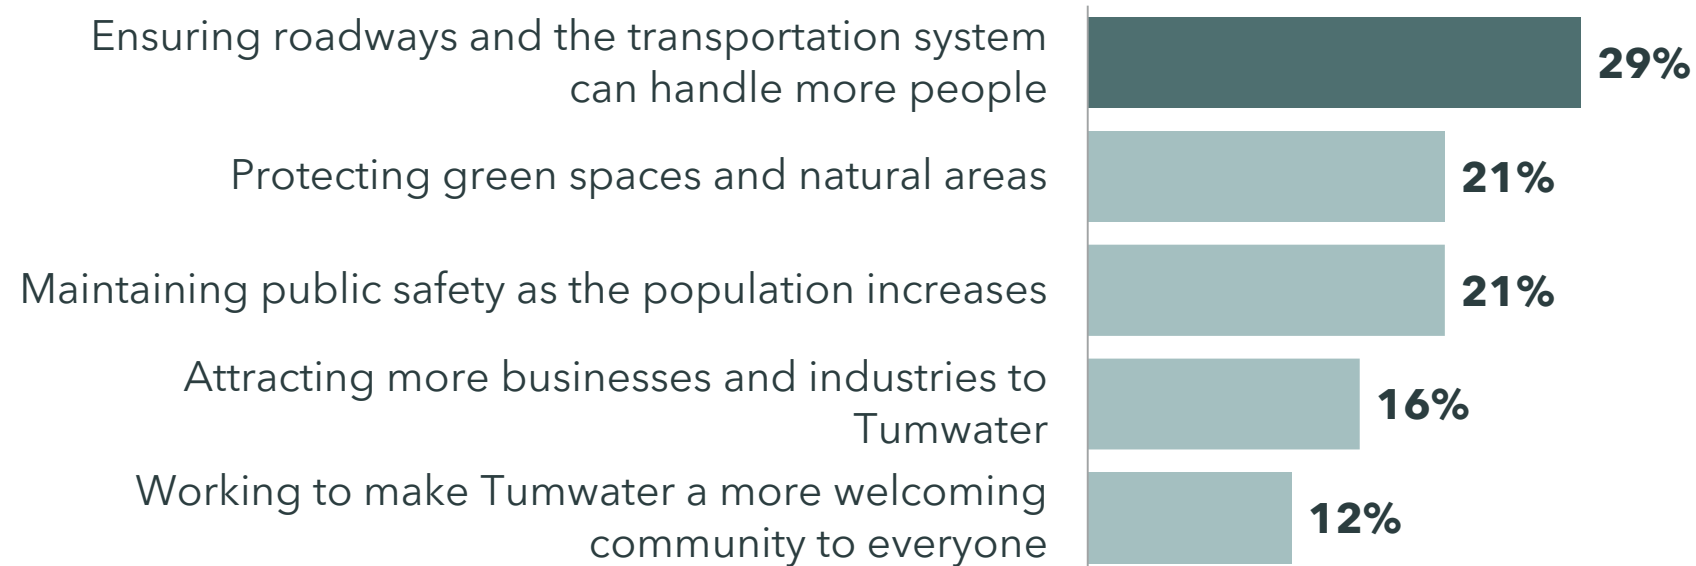 Ensuring roadways and the transportation system
can handle more people
29%
Protecting green spaces and natural areas
21%
Maintaining public safety as the population increases
21%
Attracting more businesses and industries to
Tumwater
16%
Working to make Tumwater a more welcoming
community to everyone
12%